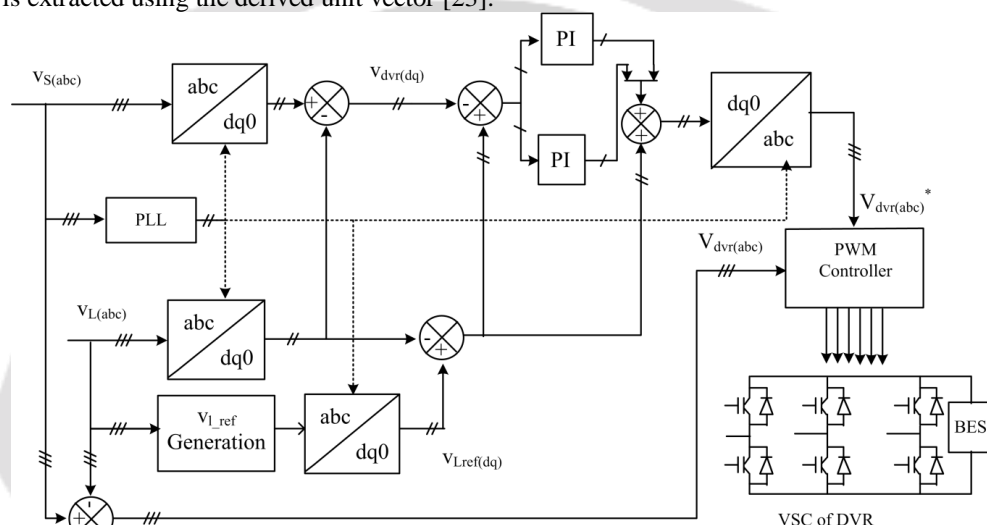 is extracted using the derived unit vector [23].
PI
vS(abc)
vdvr(dq)
abc
dq0
+
-
-
+
PI
+
+
dq0
abc
PLL
Vdvr(abc)*
Vdvr(abc)
PWM
Controller
vL(abc)
abc
dq0
-
+
vl_ref
Generation
abc
dq0
vLref(dq)
BES
-
+
VSC of DVR